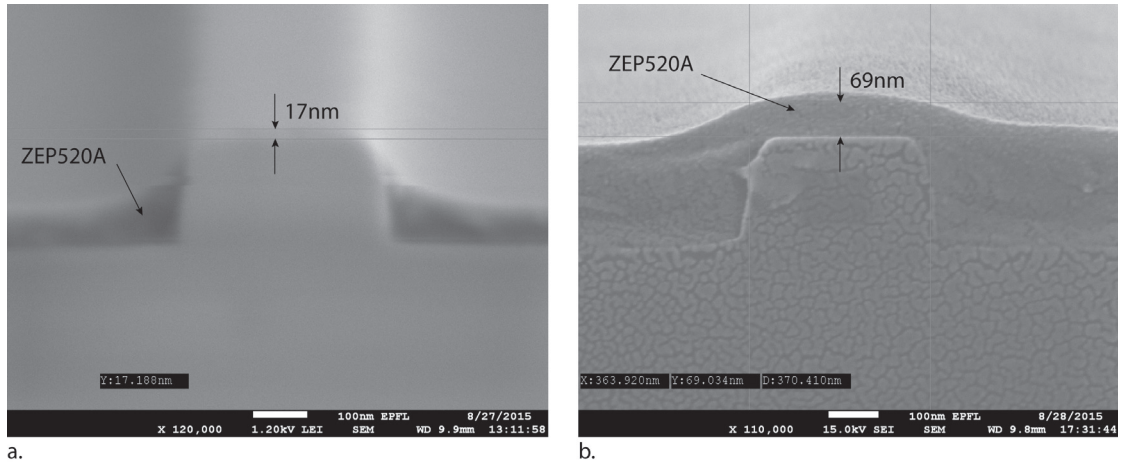 17nm
ZEP520A
Y:17.188nm
100nm EPFL 8/27/2015
X 120,000 1.20kV LEI SEM WD 9.9mm 13:11:58
a.
ZEP520A
69nm
X:363.920nm Y:69.034nm D:370.410nm
100nm EPFL 8/28/2015
X 110,000 15.0kV SEI SEM WD 9.8mm 17:31:44
b.